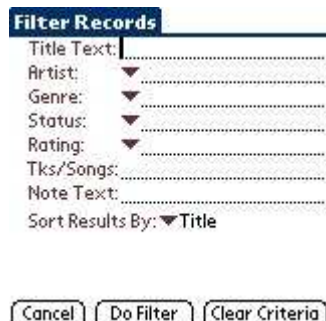 Filter Records
Title Text:
Artist:
Genre:
Status:
Rating:
Tks/Songs:
Note Text:
Sort Results By: Title
Cancel Do Filter Clear Criteria